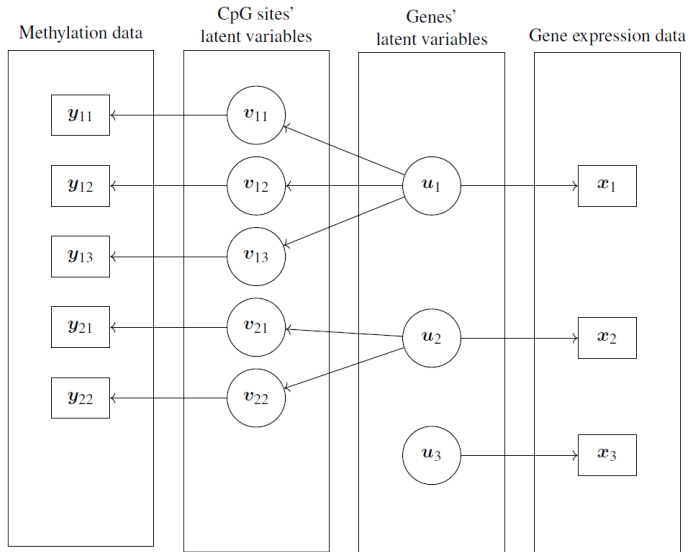 Methylation data
CpG sites'
latent variables
Genes'
latent variables
Gene expression data
y₁₁
v₁₁
y₁₂
v₁₂
u₁
x₁
y₁₃
v₁₃
y₂₁
v₂₁
u₂
x₂
y₂₂
v₂₂
u₃
x₃